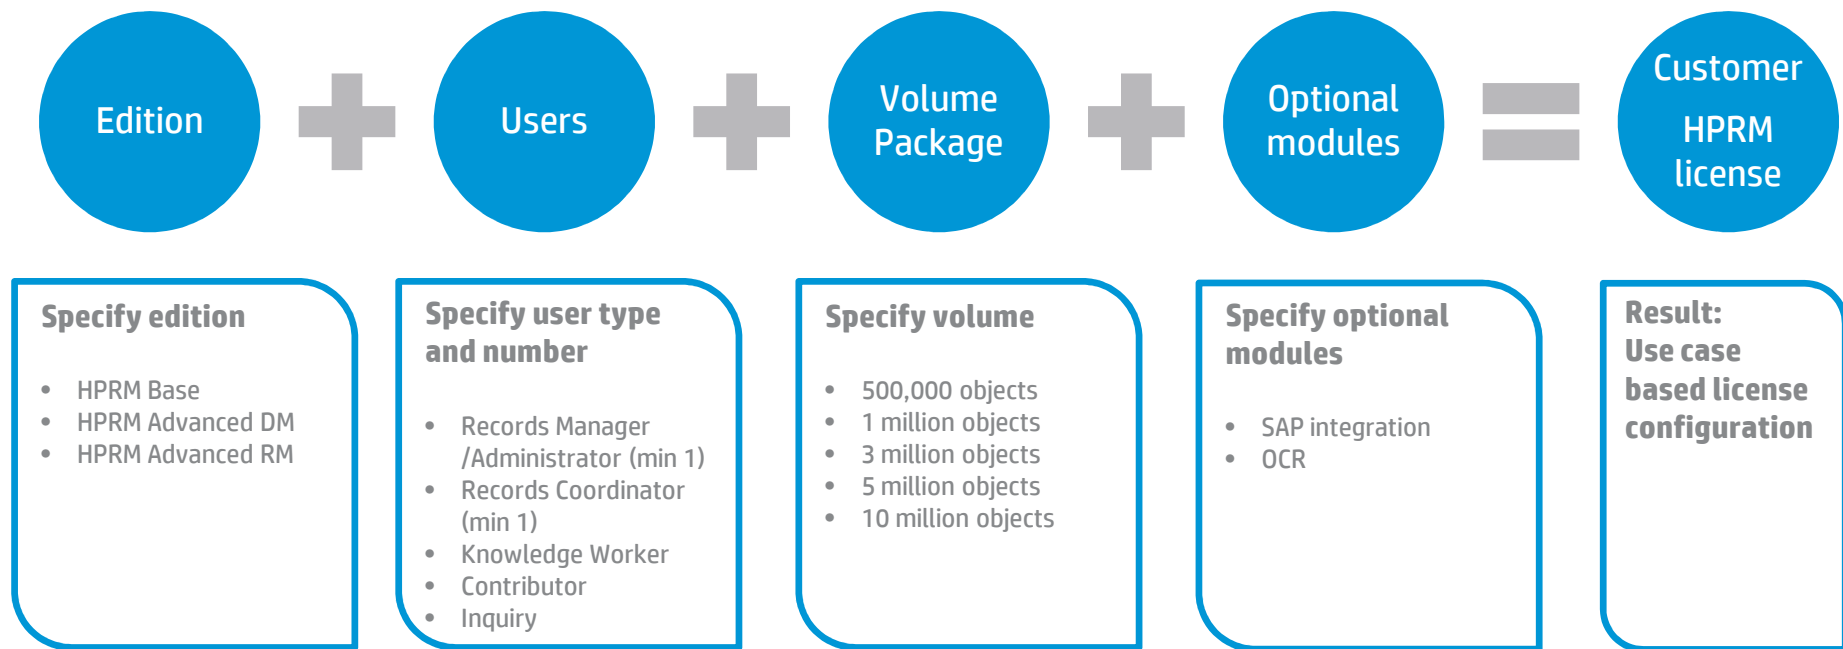 Edition
Users
Volume
Package
Optional
modules
Customer
HPRM
license
Specify edition
• HPRM Base
• HPRM Advanced DM
• HPRM Advanced RM
Specify user type
and number
• Records Manager
/Administrator (min 1)
• Records Coordinator
(min 1)
• Knowledge Worker
• Contributor
• Inquiry
Specify volume
• 500,000 objects
• 1 million objects
• 3 million objects
• 5 million objects
• 10 million objects
Specify optional
modules
• SAP integration
• OCR
Result:
Use case
based license
configuration